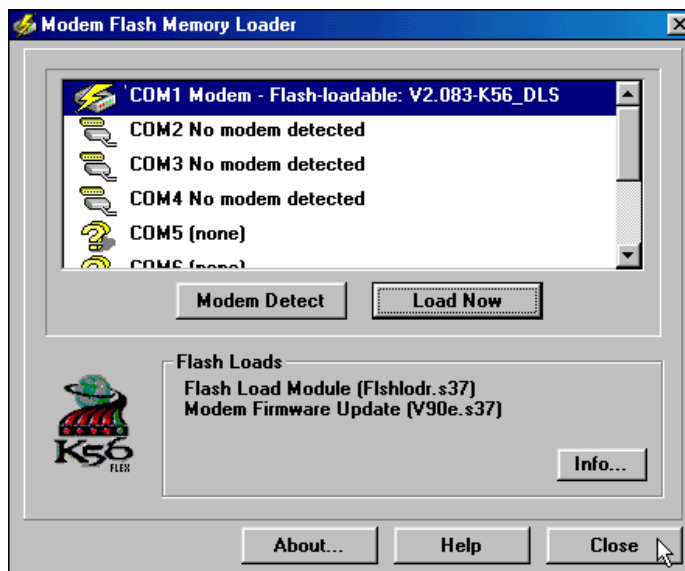 Modem Flash Memory Loader
'COM1 Modem - Flash-loadable: V2.083-K56_DLS
COM2 No modem detected
COM3 No modem detected
COM4 No modem detected
COM5 (none)
COM6 (none)
Modem Detect
Load Now
Flash Loads
Flash Load Module (Flshlodr.s37)
Modem Firmware Update (V90e.s37)
K56
FLEX
Info...
About...
Help
Close